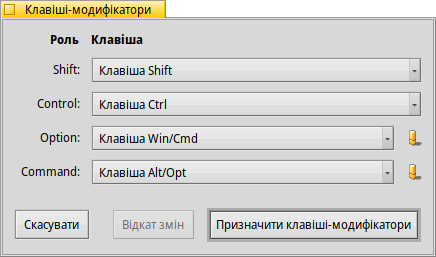 Клавіші-модифікатори
Роль Клавіша
Shift: Клавіша Shift
Control: Клавіша Ctrl
Option: Клавіша Win/Cmd
Command: Клавіша Alt/Opt
Скасувати Відкат змін Призначити клавіші-модифікатори